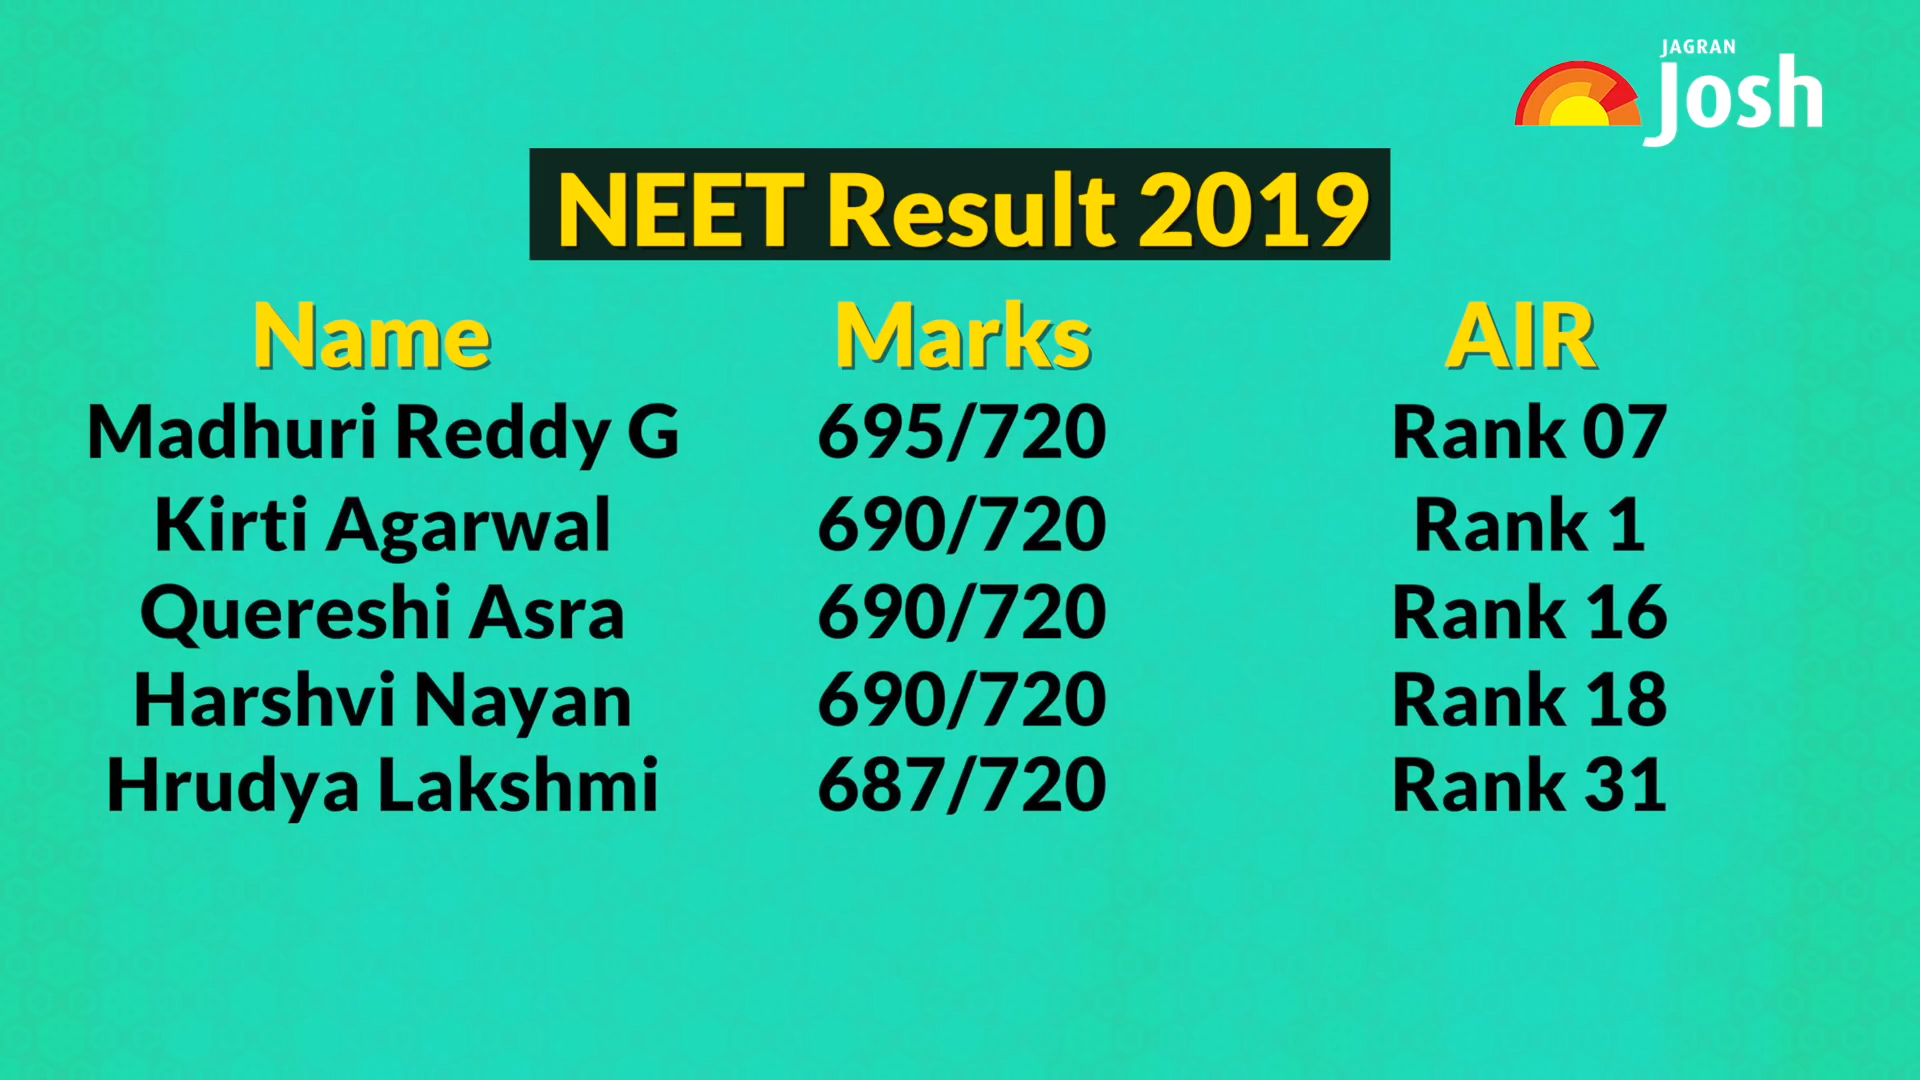 JAGRAN
Josh
NEET Result 2019
Name Marks AIR
Madhuri Reddy G 695/720 Rank 07
Kirti Agarwal 690/720 Rank 1
Quereshi Asra 690/720 Rank 16
Harshvi Nayan 690/720 Rank 18
Hrudya Lakshmi 687/720 Rank 31